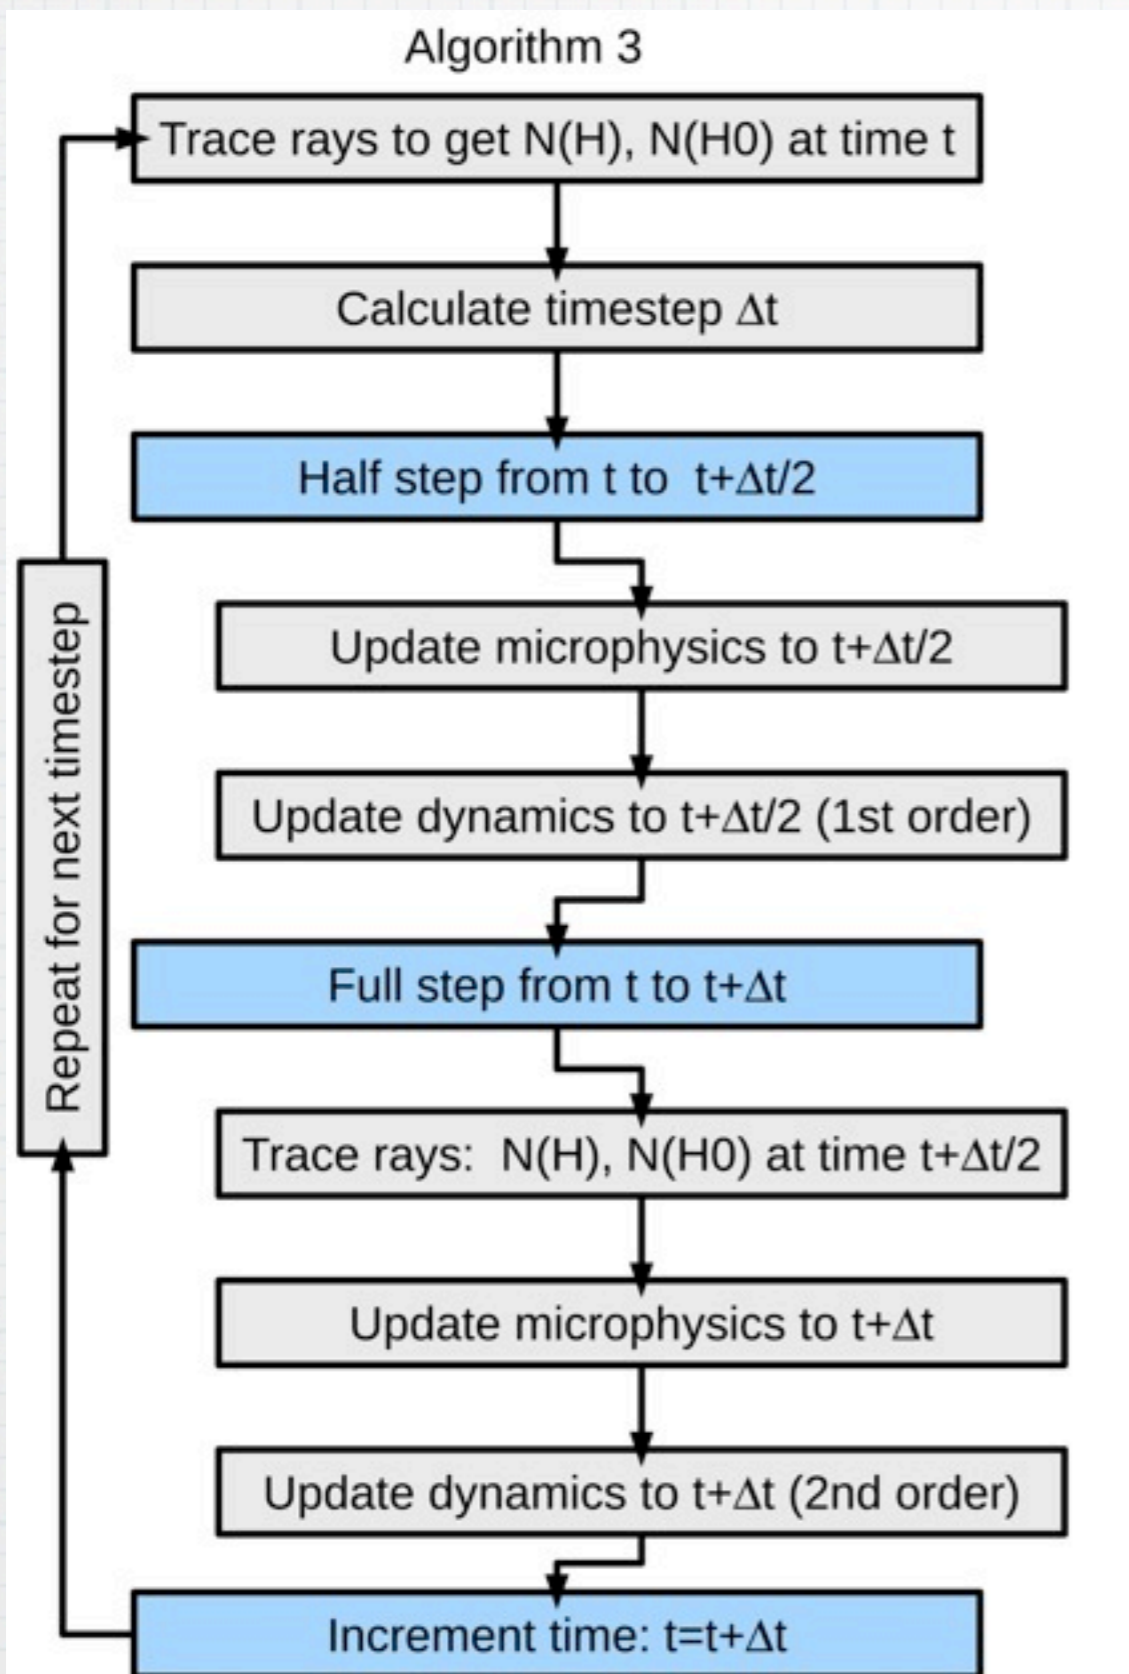 Algorithm 3
Trace rays to get N(H), N(H0) at time t
Calculate timestep Δt
Half step from t to  t+Δt/2
Update microphysics to t+Δt/2
Update dynamics to t+Δt/2 (1st order)
Full step from t to t+Δt
Trace rays:  N(H), N(H0) at time t+Δt/2
Update microphysics to t+Δt
Update dynamics to t+Δt (2nd order)
Increment time: t=t+Δt
Repeat for next timestep